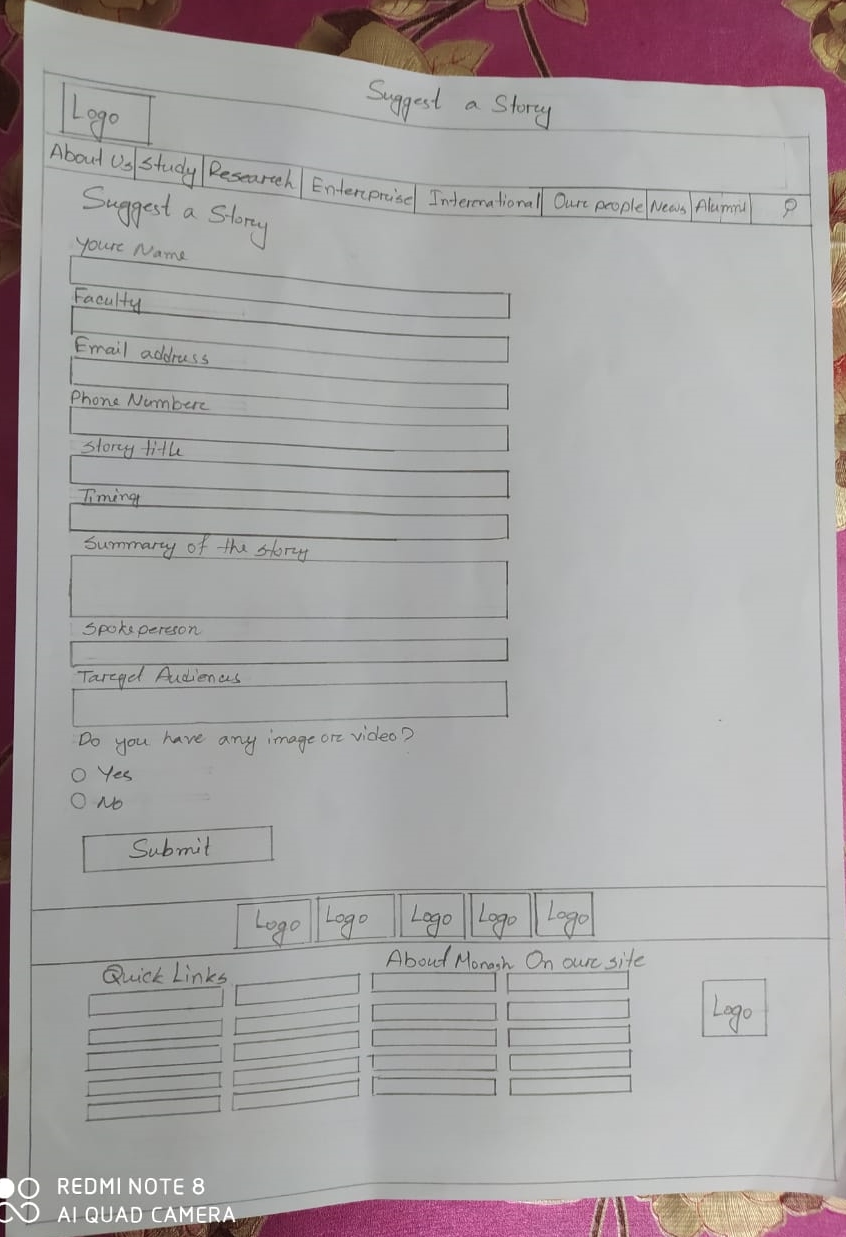 Suggest a Story
Logo
About Us Study Research Enterprise International Our people News Alumni
Suggest a Story
Your Name
Faculty
Email address
Phone Number
Story title
Timing
Summary of the story
Spokeperson
Target Audiences
Do you have any image or video?
Yes
No
Submit
Logo Logo Logo Logo Logo
Quick Links About Monash On our site
Logo
REDMI NOTE 8
AI QUAD CAMERA